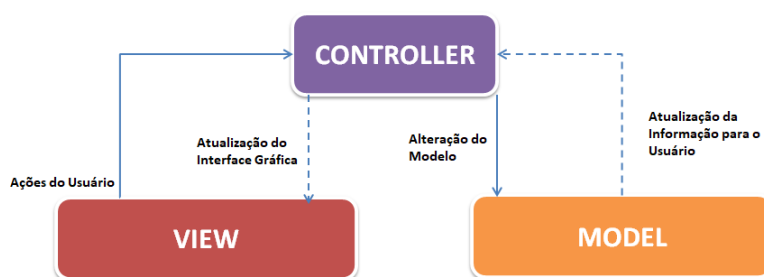 CONTROLLER
Atualização do
Interface Gráfica
Alteração do
Modelo
Atualização da
Informação para o
Usuário
Ações do Usuário
VIEW
MODEL